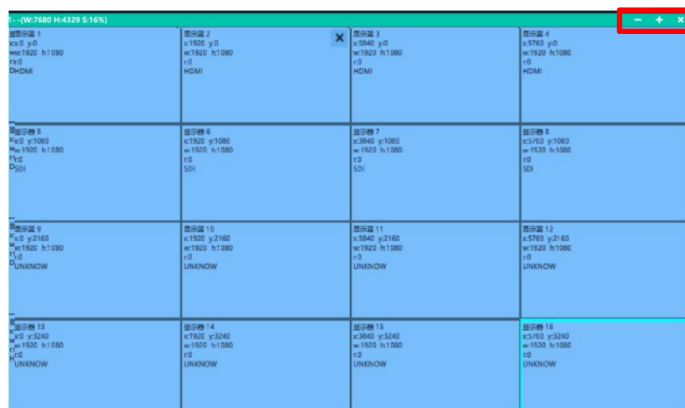 1- -(W:7680 H:4329 S:16%)
显示器 1
x:0 y:0
w:1920 h:1080
r:0
HDMI
显示器 2
x:1920 y:0
w:1920 h:1080
r:0
HDMI
显示器 3
x:3840 y:0
w:1920 h:1080
r:0
HDMI
显示器 4
x:5760 y:0
w:1920 h:1080
r:0
HDMI
显示器 5
x:0 y:1080
w:1920 h:1080
r:0
SDI
显示器 6
x:1920 y:1080
w:1920 h:1080
r:0
SDI
显示器 7
x:3840 y:1080
w:1920 h:1080
r:0
SDI
显示器 8
x:5760 y:1080
w:1920 h:1080
r:0
SDI
显示器 9
x:0 y:2160
w:1920 h:1080
r:0
UNKNOW
显示器 10
x:1920 y:2160
w:1920 h:1080
r:0
UNKNOW
显示器 11
x:3840 y:2160
w:1920 h:1080
r:0
UNKNOW
显示器 12
x:5760 y:2160
w:1920 h:1080
r:0
UNKNOW
显示器 13
x:0 y:3240
w:1920 h:1080
r:0
UNKNOW
显示器 14
x:1920 y:3240
w:1920 h:1080
r:0
UNKNOW
显示器 15
x:3840 y:3240
w:1920 h:1080
r:0
UNKNOW
显示器 16
x:5760 y:3240
w:1920 h:1080
r:0
UNKNOW